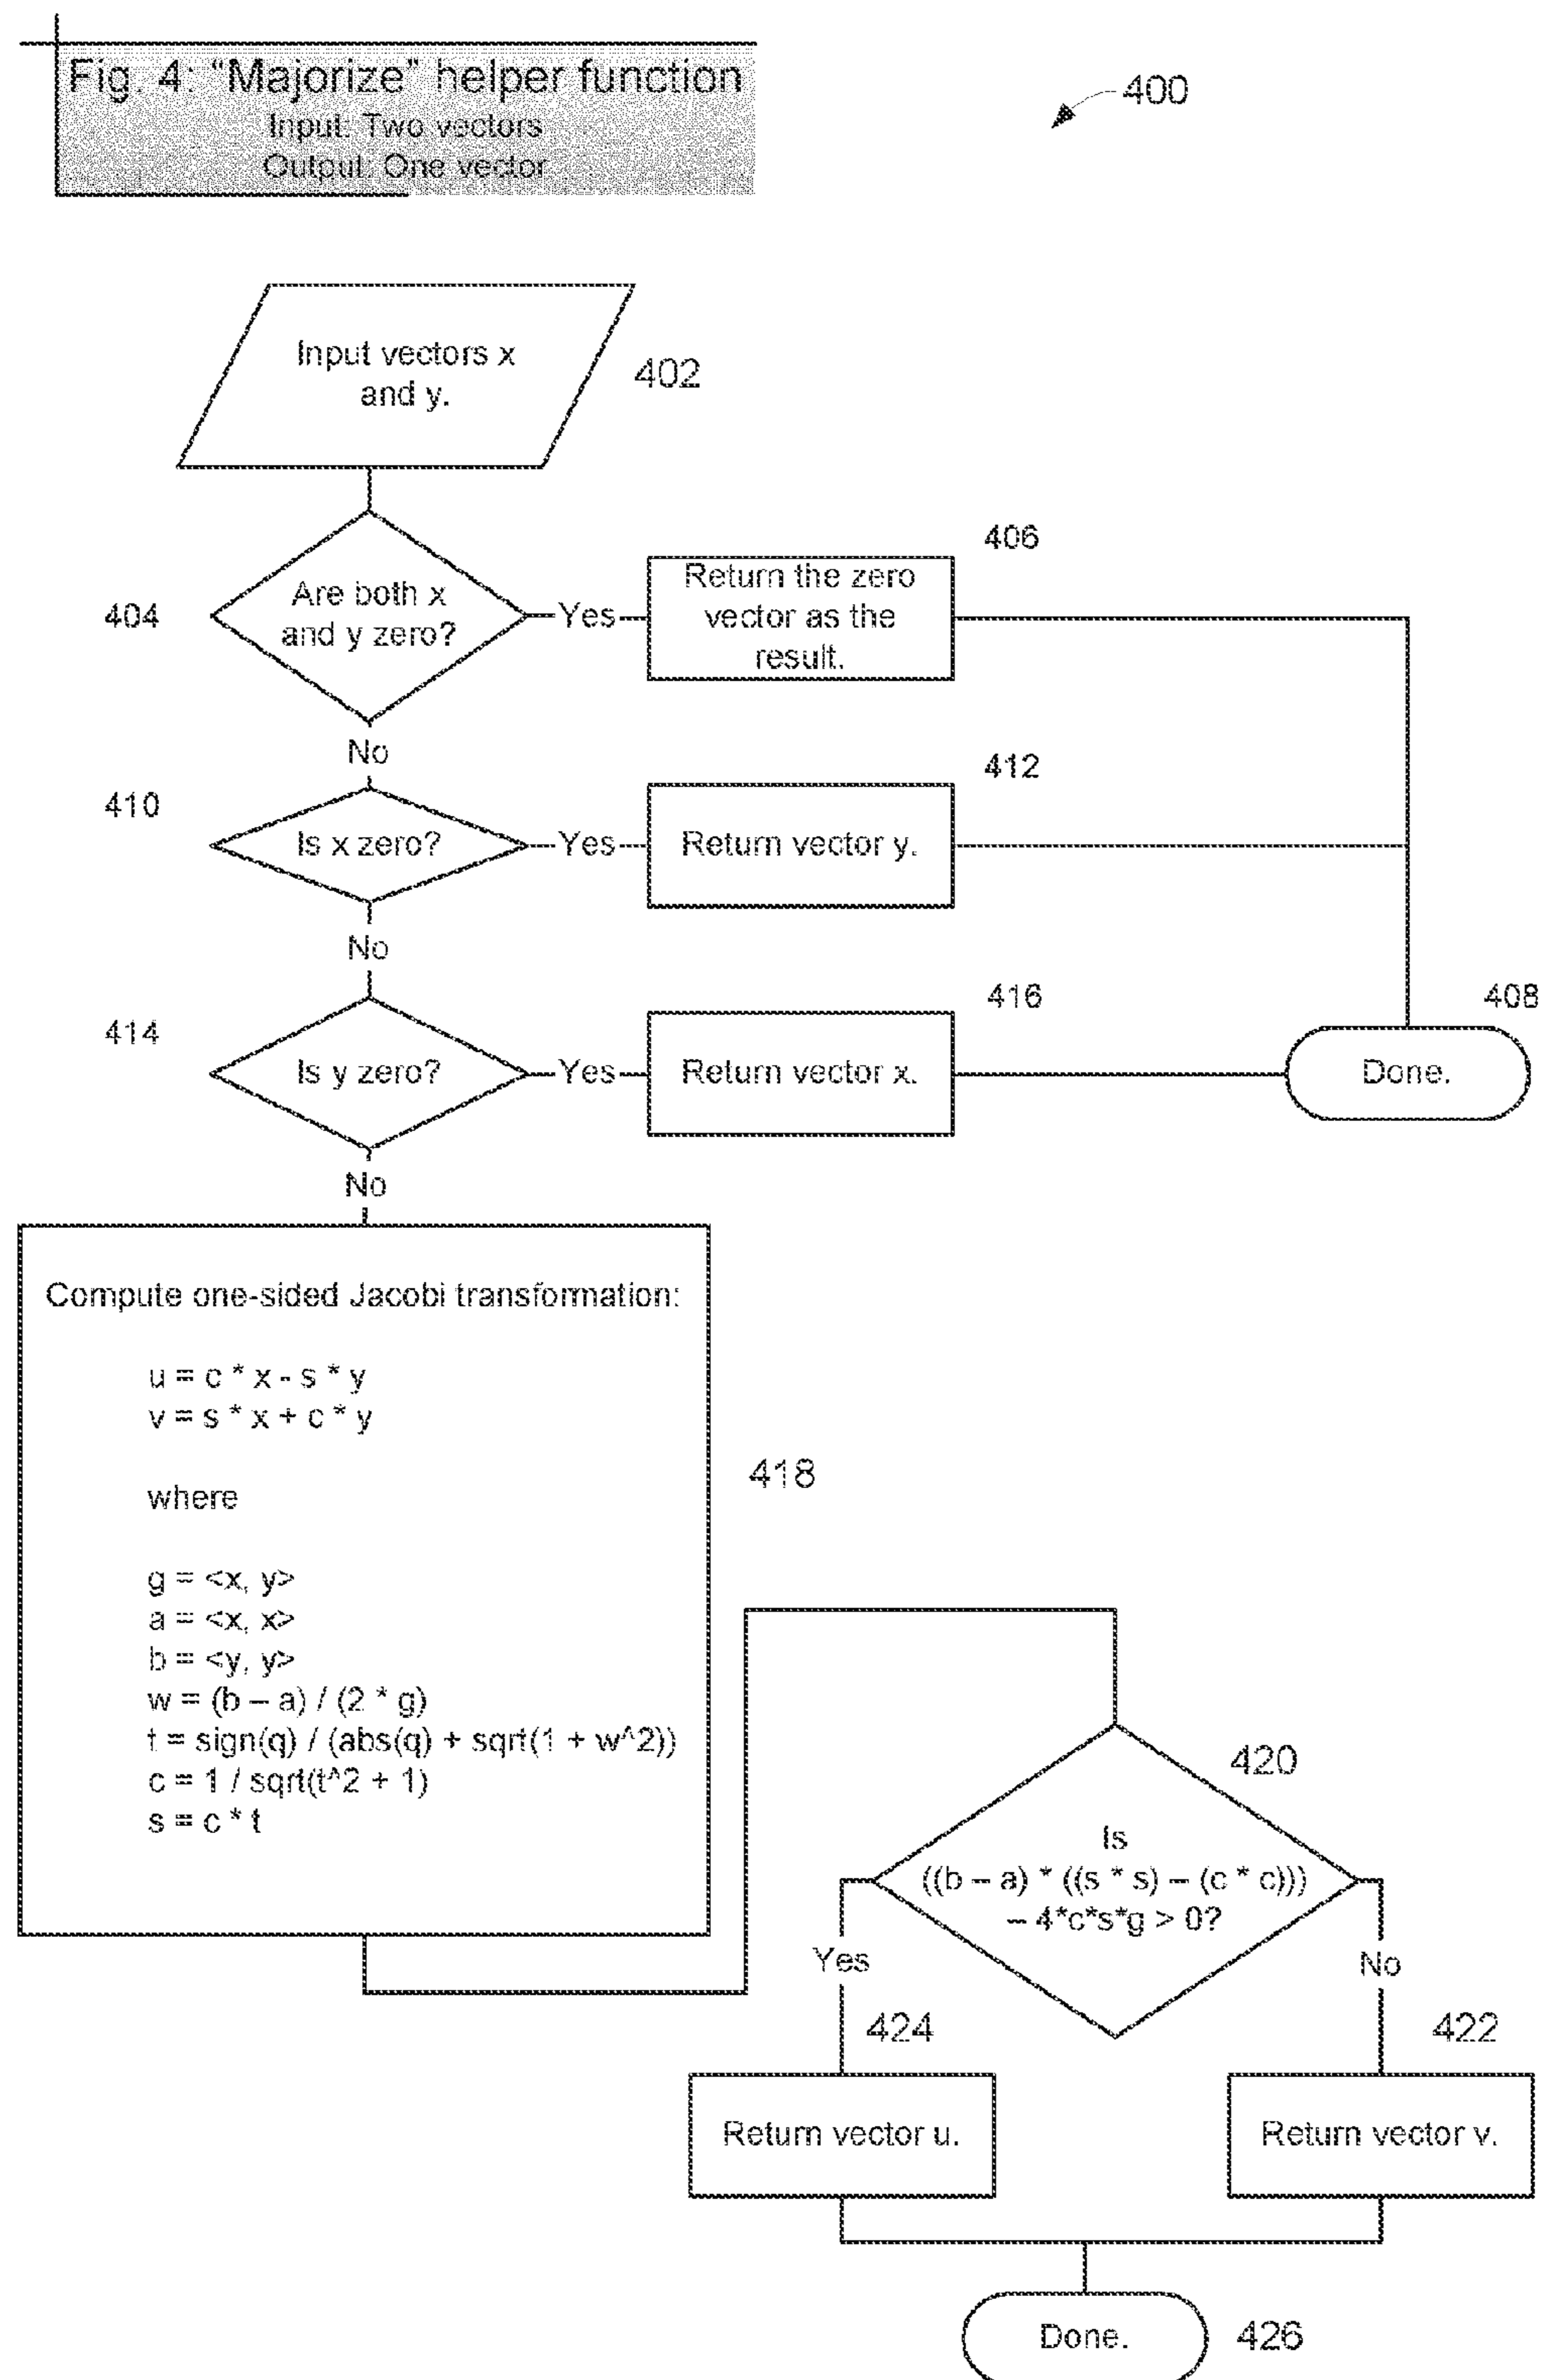 Fig. 4: "Majorize" helper function
Input: Two vectors
Output: One vector
400
Input vectors x
and y.
402
404
Are both x
and y zero?
Yes
406
Return the zero
vector as the
result.
No
410
Is x zero?
Yes
412
Return vector y.
No
414
Is y zero?
Yes
416
Return vector x.
408
Done.
No
Compute one-sided Jacobi transformation:
u = c * x - s * y
v = s * x + c * y
where
g = <x, y>
a = <x, x>
b = <y, y>
w = (b – a) / (2 * g)
t = sign(q) / (abs(q) + sqrt(1 + w^2))
c = 1 / sqrt(t^2 + 1)
s = c * t
418
420
Is
((b – a) * ((s * s) – (c * c)))
– 4*c*s*g > 0?
Yes
No
424
422
Return vector u.
Return vector v.
Done.
426